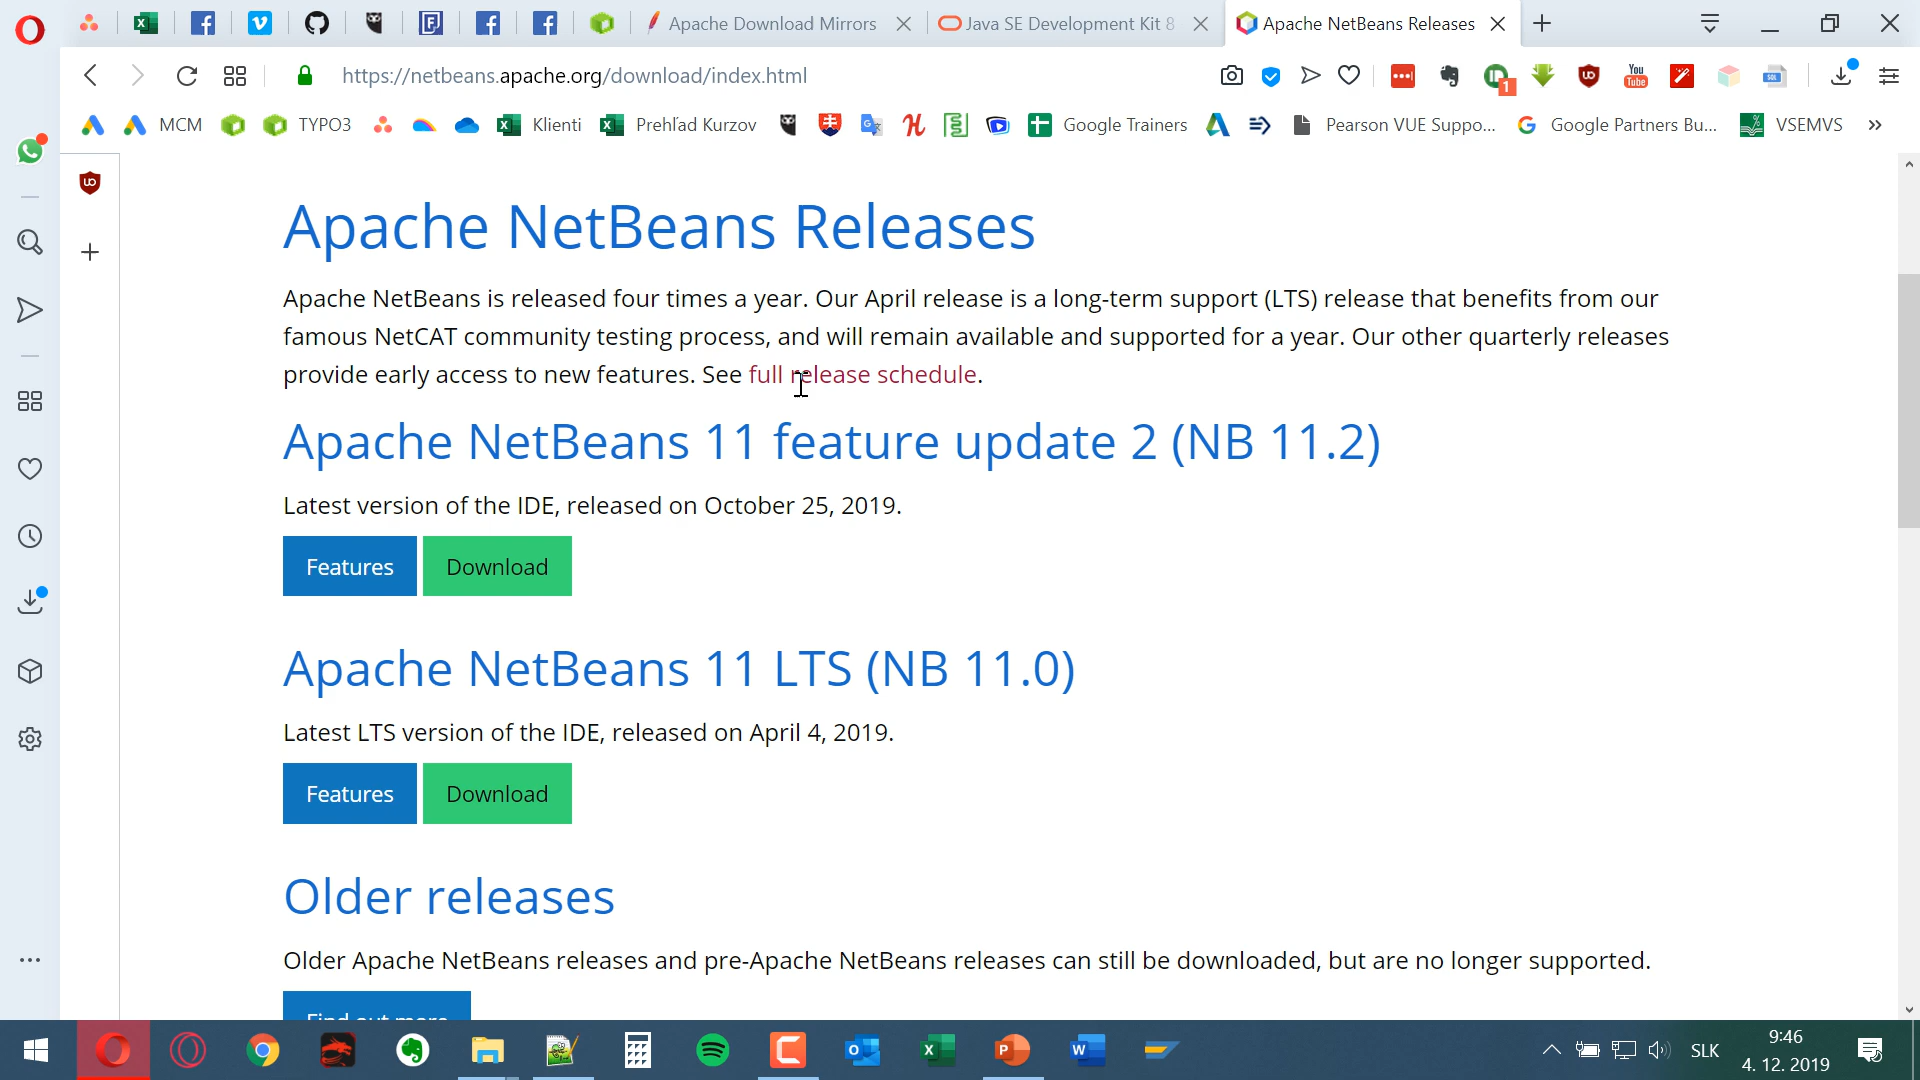 Apache Download Mirrors
Java SE Development Kit 8
Apache NetBeans Releases
https://netbeans.apache.org/download/index.html
1
You
Tube
MCM
TYPO3
Klienti
Prehľad Kurzov
Google Trainers
Pearson VUE Suppo...
Google Partners Bu...
VSEMVS
Apache NetBeans Releases
Apache NetBeans is released four times a year. Our April release is a long-term support (LTS) release that benefits from our
famous NetCAT community testing process, and will remain available and supported for a year. Our other quarterly releases
provide early access to new features. See full release schedule.
Apache NetBeans 11 feature update 2 (NB 11.2)
Latest version of the IDE, released on October 25, 2019.
Features Download
Apache NetBeans 11 LTS (NB 11.0)
Latest LTS version of the IDE, released on April 4, 2019.
Features Download
Older releases
Older Apache NetBeans releases and pre-Apache NetBeans releases can still be downloaded, but are no longer supported.
Find out more
SLK
9:46
4. 12. 2019